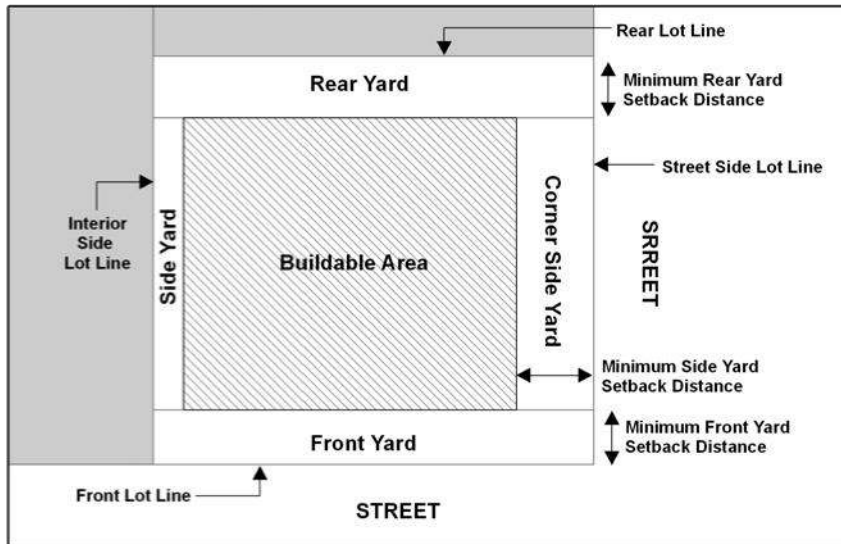 Rear Lot Line
Rear Yard
Minimum Rear Yard
Setback Distance
Street Side Lot Line
Interior
Side
Lot Line
Side Yard
Buildable Area
Corner Side Yard
SRREET
Minimum Side Yard
Setback Distance
Front Yard
Minimum Front Yard
Setback Distance
Front Lot Line
STREET